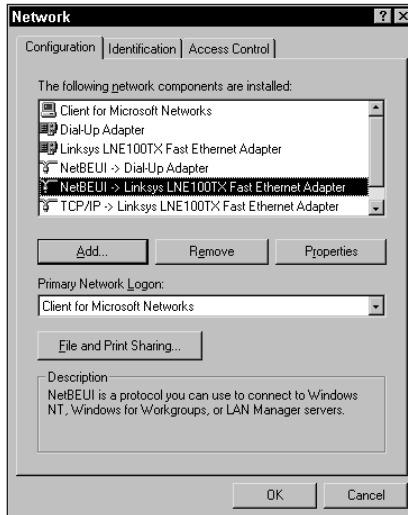 Network
? ×
Configuration Identification Access Control
The following network components are installed:
Client for Microsoft Networks
Dial-Up Adapter
Linksys LNE100TX Fast Ethernet Adapter
NetBEUI -> Dial-Up Adapter
NetBEUI -> Linksys LNE100TX Fast Ethernet Adapter
TCP/IP -> Linksys LNE100TX Fast Ethernet Adapter
Add... Remove Properties
Primary Network Logon:
Client for Microsoft Networks
File and Print Sharing...
Description
NetBEUI is a protocol you can use to connect to Windows
NT, Windows for Workgroups, or LAN Manager servers.
OK Cancel